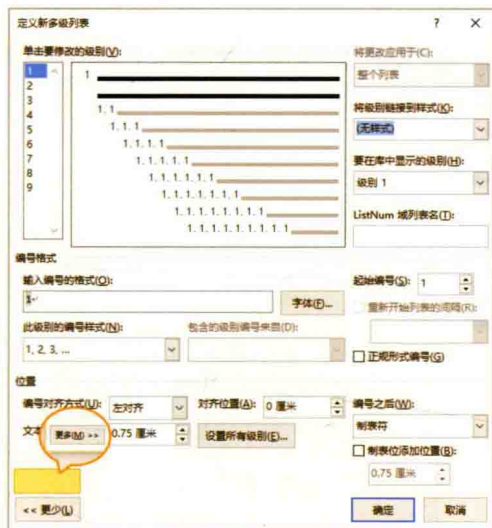 定义新多级列表 ? ×
单击要修改的级别(V):
将更改应用于(C):
1
2
3
4
5
6
7
8
9
1
1.1
1.1.1
1.1.1.1
1.1.1.1.1
1.1.1.1.1.1
1.1.1.1.1.1.1
1.1.1.1.1.1.1.1
1.1.1.1.1.1.1.1.1
整个列表
将级别链接到样式(K):
(无样式)
要在库中显示的级别(H):
级别 1
ListNum 域列表名(T):
编号格式
输入编号的格式(O):
起始编号(S): 1
1
字体(F)...
重新开始列表的间隔(R):
此级别的编号样式(N):
包含的级别编号来自(D):
1, 2, 3, ...
正规形式编号(G)
位置
编号对齐方式(U): 左对齐 对齐位置(A): 0 厘米
编号之后(W):
文本 更多(M) >> 0.75 厘米 设置所有级别(E)...
制表符
制表位添加位置(B):
0.75 厘米
<< 更少(L) 确定 取消